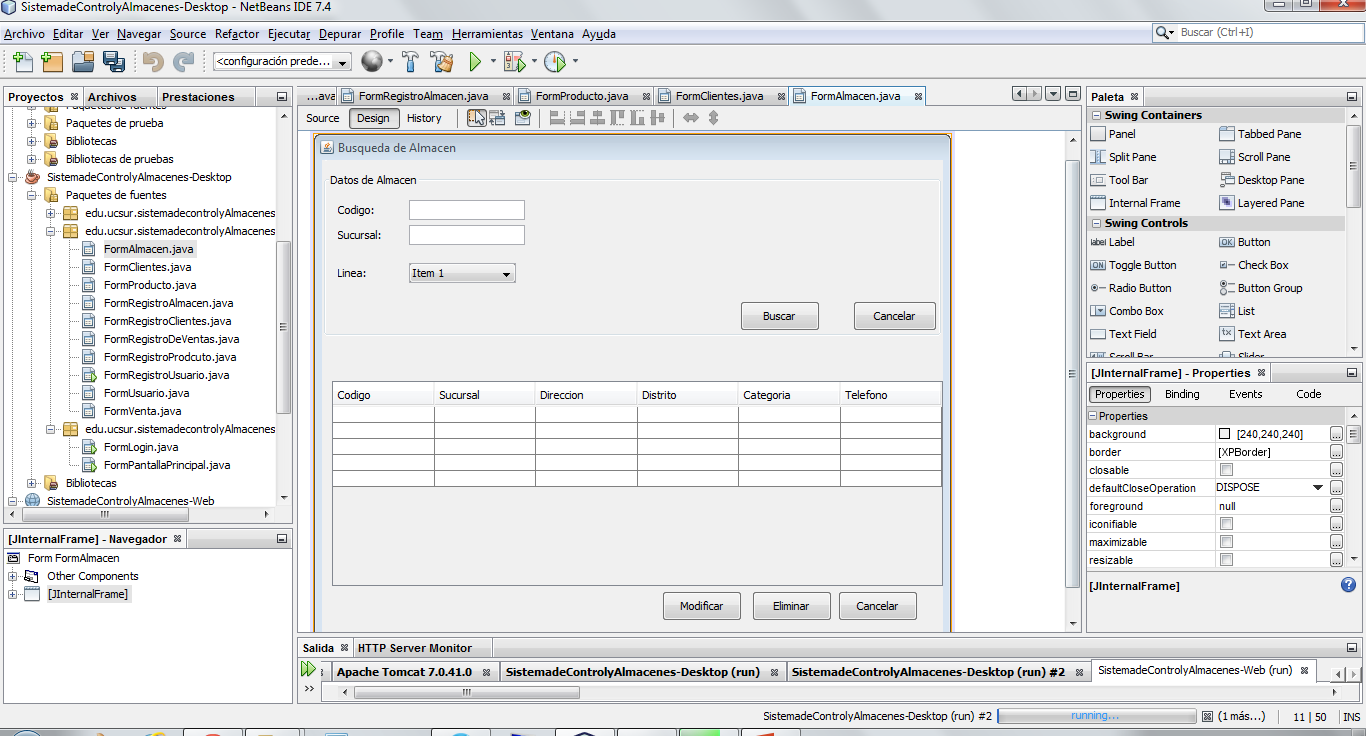 SistemadeControlyAlmacenes-Desktop - NetBeans IDE 7.4
Archivo Editar Ver Navegar Source Refactor Ejecutar Depurar Profile Team Herramientas Ventana Ayuda
Buscar (Ctrl+I)
<configuración prede...
Proyectos Archivos Prestaciones
Paquetes de fuentes
Paquetes de prueba
Bibliotecas
Bibliotecas de pruebas
SistemadeControlyAlmacenes-Desktop
Paquetes de fuentes
edu.ucsur.sistemadecontrolyAlmacenes
edu.ucsur.sistemadecontrolyAlmacenes
FormAlmacen.java
FormClientes.java
FormProducto.java
FormRegistroAlmacen.java
FormRegistroClientes.java
FormRegistroDeVentas.java
FormRegistroProdcuto.java
FormRegistroUsuario.java
FormUsuario.java
FormVenta.java
edu.ucsur.sistemadecontrolyAlmacenes
FormLogin.java
FormPantallaPrincipal.java
Bibliotecas
SistemadeControlyAlmacenes-Web
[JInternalFrame] - Navegador
Form FormAlmacen
Other Components
[JInternalFrame]
...ava FormRegistroAlmacen.java FormProducto.java FormClientes.java FormAlmacen.java
Source Design History
Busqueda de Almacen
Datos de Almacen
Codigo:
Sucursal:
Linea: Item 1
Buscar Cancelar
Codigo Sucursal Direccion Distrito Categoria Telefono
Modificar Eliminar Cancelar
Paleta
Swing Containers
Panel Tabbed Pane
Split Pane Scroll Pane
Tool Bar Desktop Pane
Internal Frame Layered Pane
Swing Controls
label Label OK Button
ON Toggle Button Check Box
Radio Button Button Group
Combo Box List
Text Field tx Text Area
Scroll Bar Slider
[JInternalFrame] - Properties
Properties Binding Events Code
Properties
background [240,240,240] ...
border [XPBorder] ...
closable ...
defaultCloseOperation DISPOSE ...
foreground null ...
iconifiable ...
maximizable ...
resizable ...
[JInternalFrame]
Salida HTTP Server Monitor
Apache Tomcat 7.0.41.0 SistemadeControlyAlmacenes-Desktop (run) SistemadeControlyAlmacenes-Desktop (run) #2 SistemadeControlyAlmacenes-Web (run)
SistemadeControlyAlmacenes-Desktop (run) #2 running... (1 más...) 11 | 50 INS